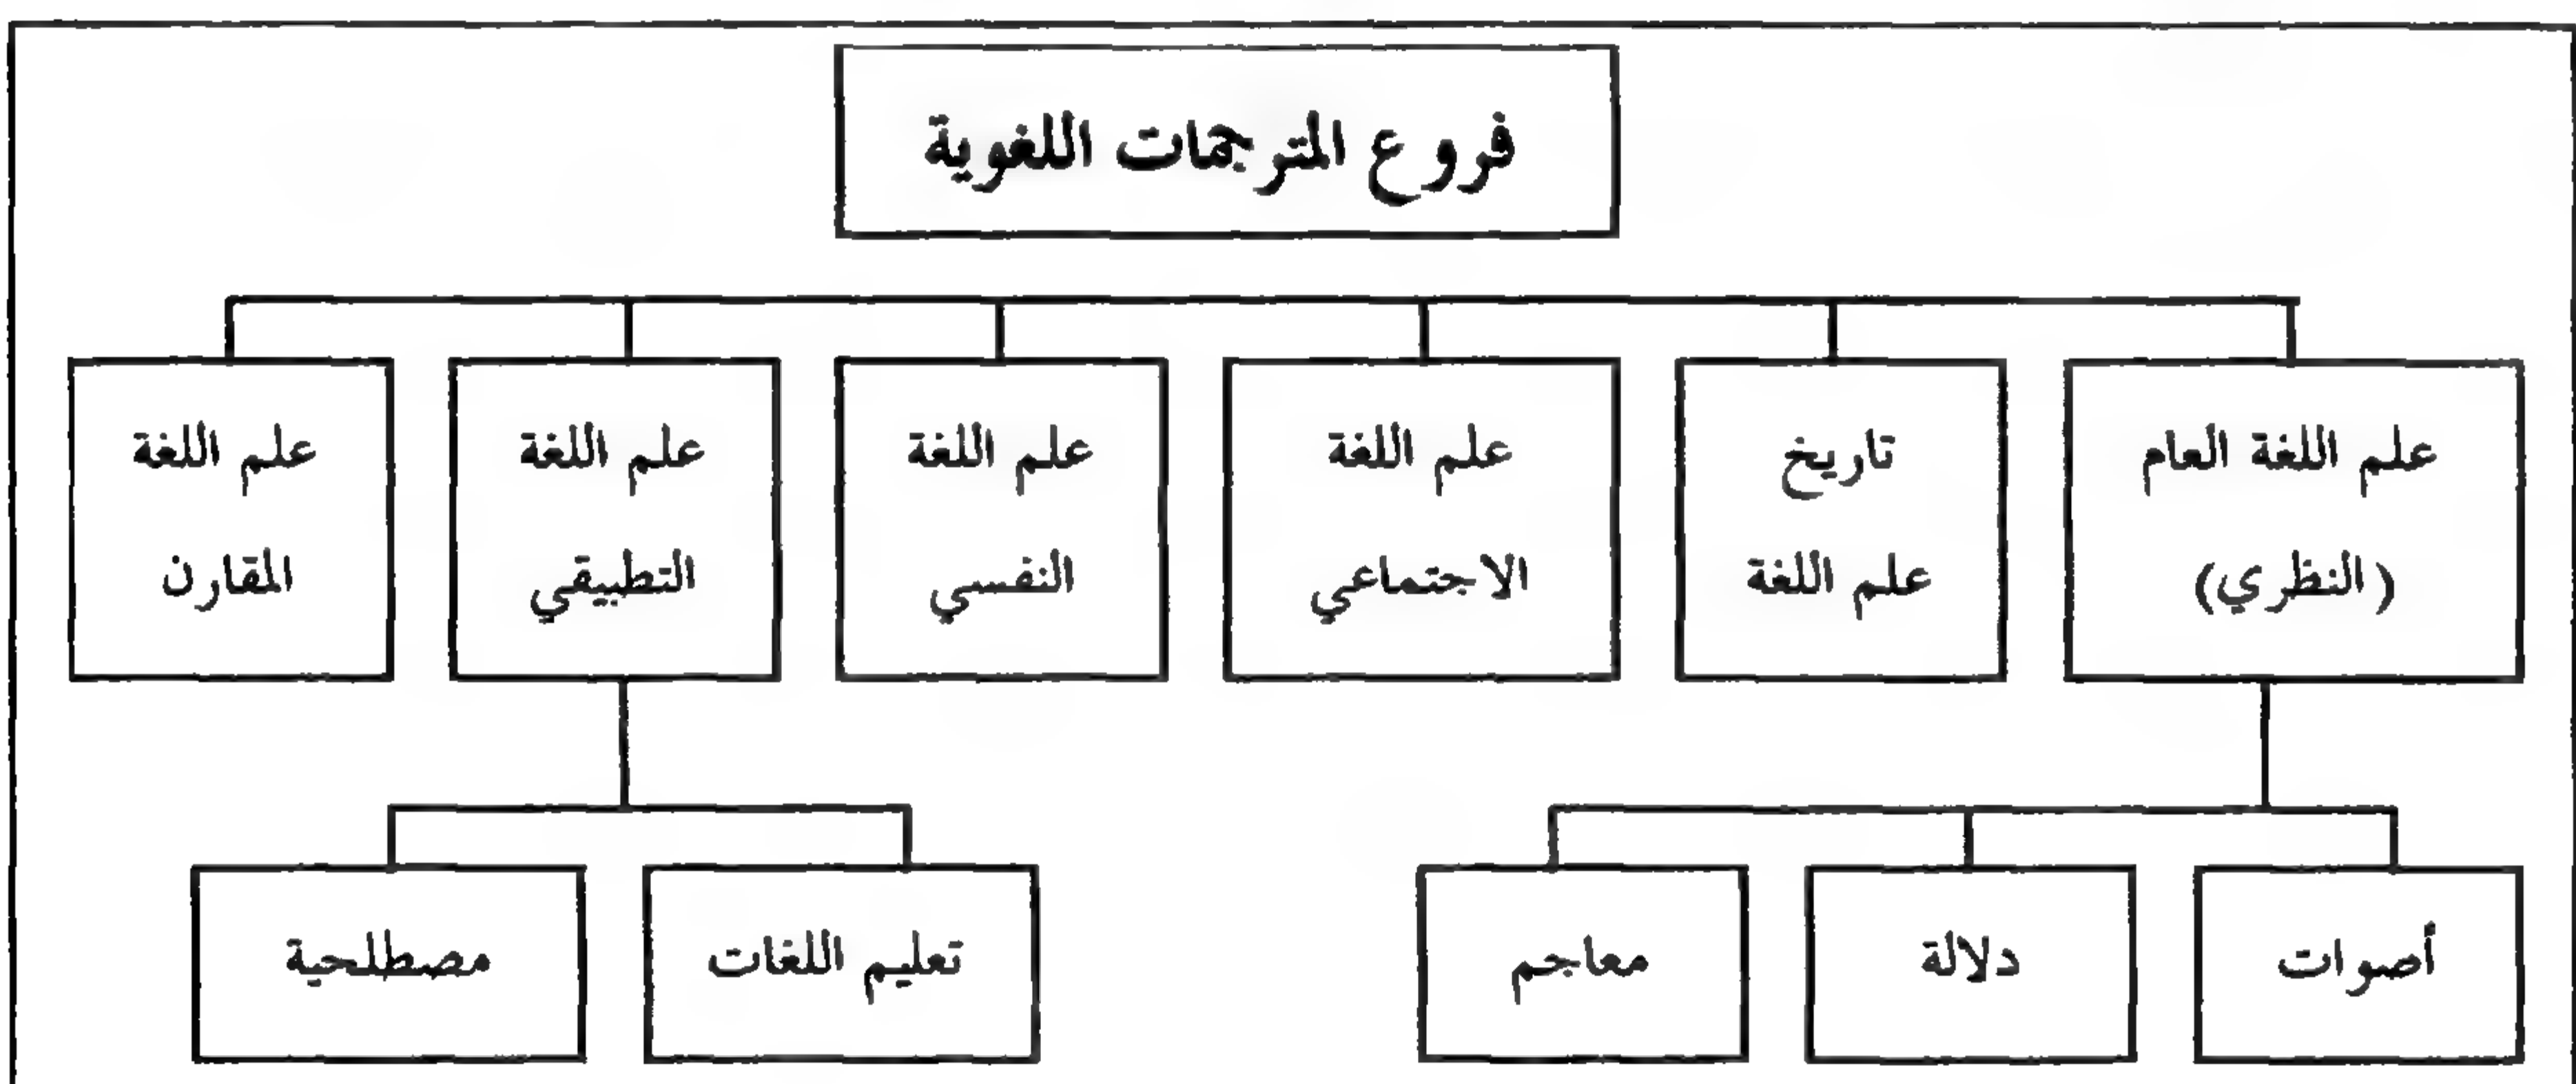 فروع المترجمات اللغوية
علم اللغة العام
(النظري)
تاريخ
علم اللغة
علم اللغة
الاجتماعي
علم اللغة
النفسي
علم اللغة
التطبيقي
علم اللغة
المقارن
أصوات
دلالة
معاجم
تعليم اللغات
مصطلحية